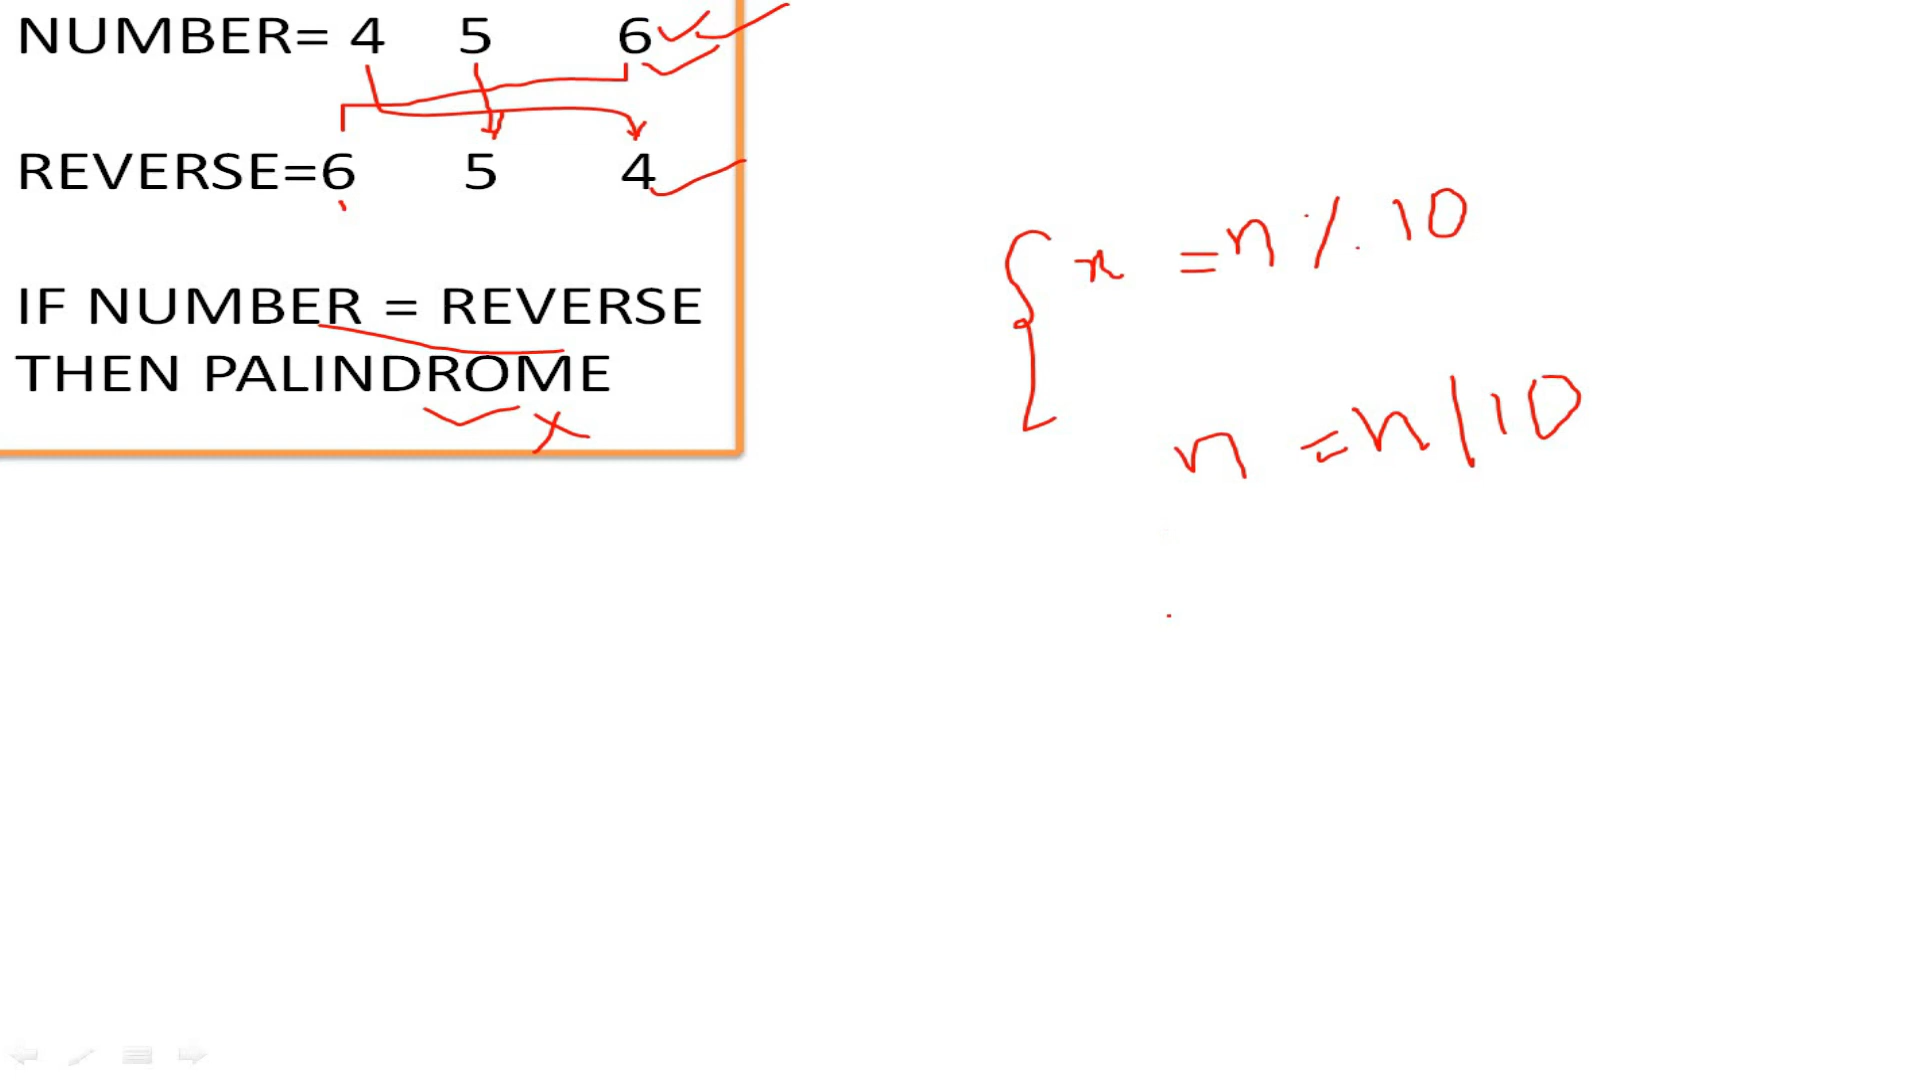 NUMBER= 4 5 6
REVERSE=6 5 4
IF NUMBER = REVERSE
THEN PALINDROME
x = n % 10
n = n/10